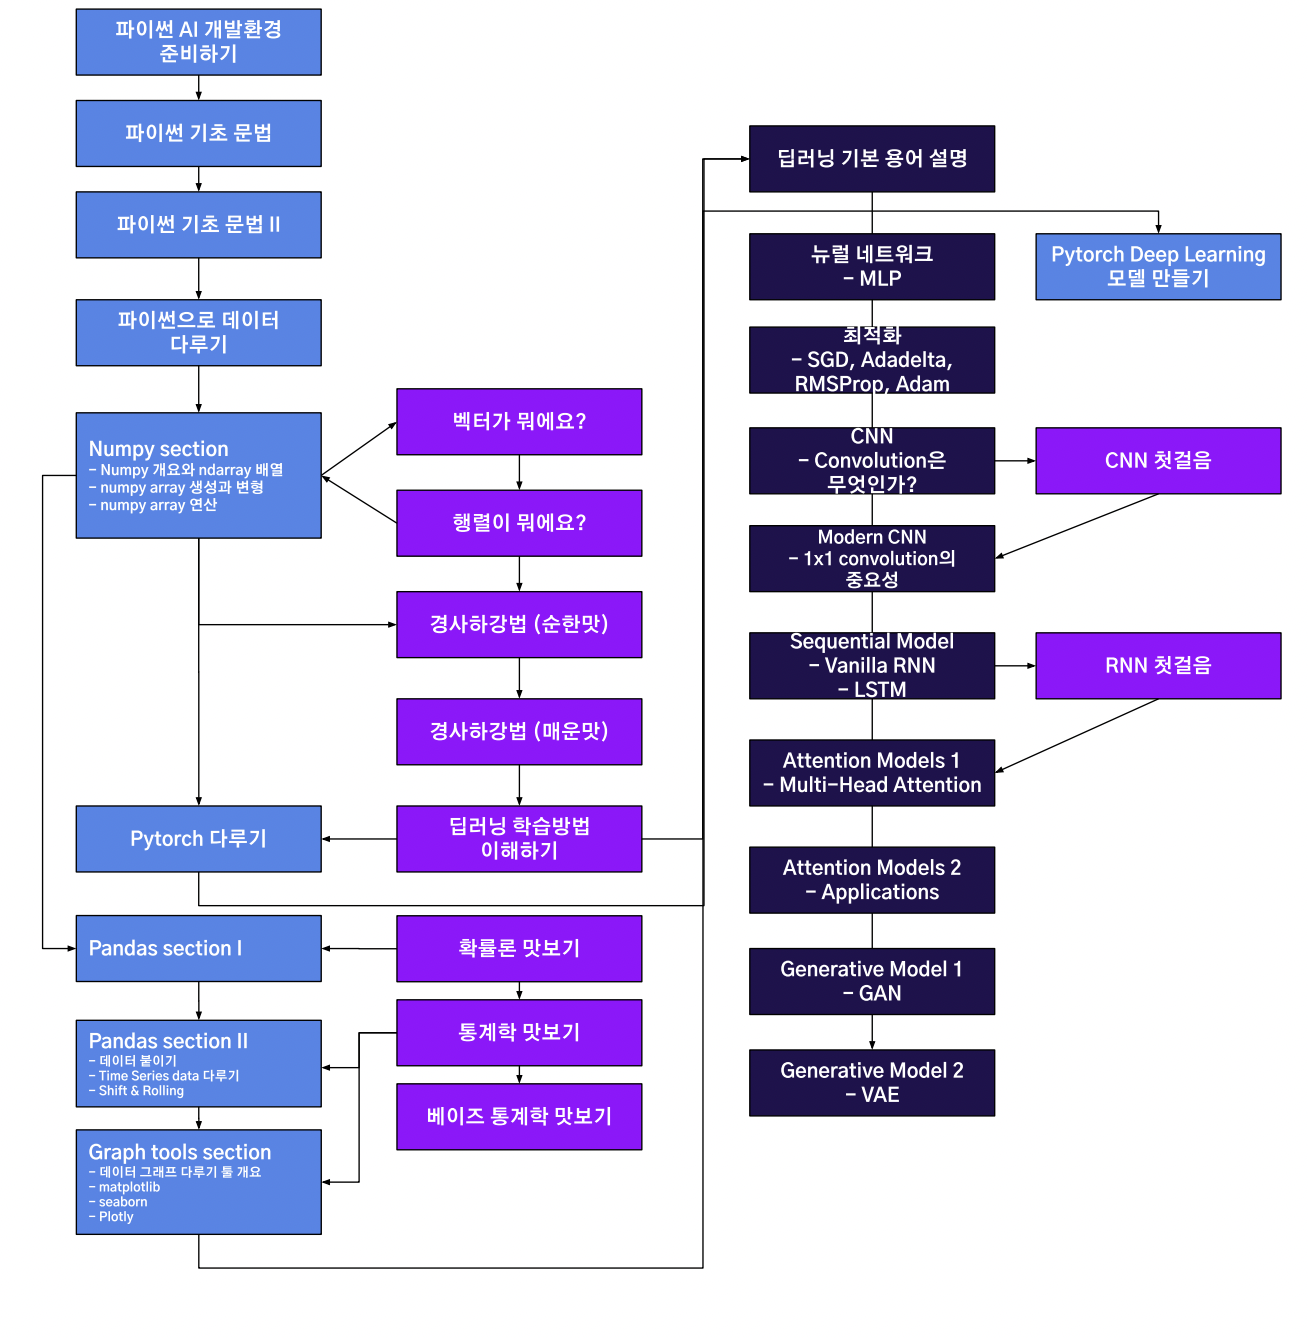 파이썬 AI 개발환경
준비하기
파이썬 기초 문법
파이썬 기초 문법 II
파이썬으로 데이터
다루기
Numpy section
- Numpy 개요와 ndarray 배열
- numpy array 생성과 변형
- numpy array 연산
벡터가 뭐에요?
행렬이 뭐에요?
경사하강법 (순한맛)
경사하강법 (매운맛)
딥러닝 학습방법
이해하기
Pytorch 다루기
Pandas section I
Pandas section II
- 데이터 붙이기
- Time Series data 다루기
- Shift & Rolling
Graph tools section
- 데이터 그래프 다루기 툴 개요
- matplotlib
- seaborn
- Plotly
확률론 맛보기
통계학 맛보기
베이즈 통계학 맛보기
딥러닝 기본 용어 설명
뉴럴 네트워크
- MLP
Pytorch Deep Learning
모델 만들기
최적화
- SGD, Adadelta,
RMSProp, Adam
CNN
- Convolution은
무엇인가?
CNN 첫걸음
Modern CNN
- 1x1 convolution의
중요성
Sequential Model
- Vanilla RNN
- LSTM
RNN 첫걸음
Attention Models 1
- Multi-Head Attention
Attention Models 2
- Applications
Generative Model 1
- GAN
Generative Model 2
- VAE